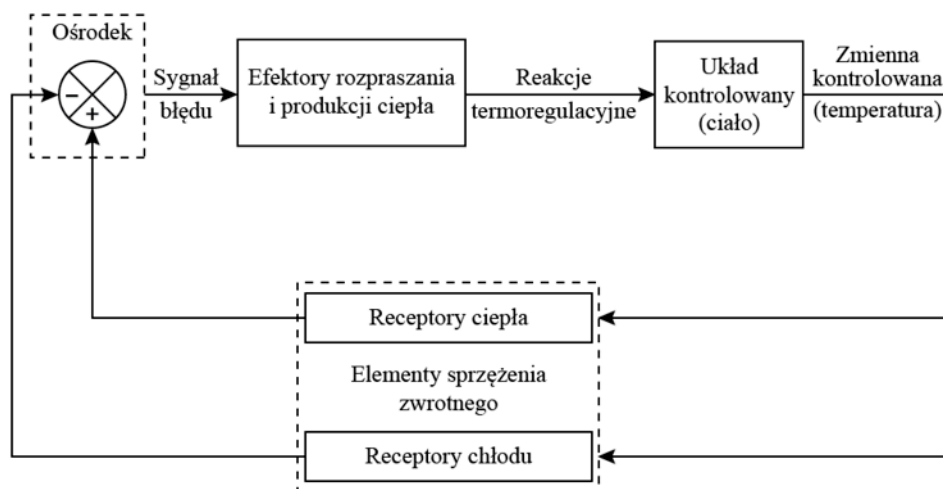 Ośrodek
−
+
Sygnał
błędu
Efektory rozpraszania
i produkcji ciepła
Reakcje
termoregulacyjne
Układ
kontrolowany
(ciało)
Zmienna
kontrolowana
(temperatura)
Receptory ciepła
Elementy sprzężenia
zwrotnego
Receptory chłodu